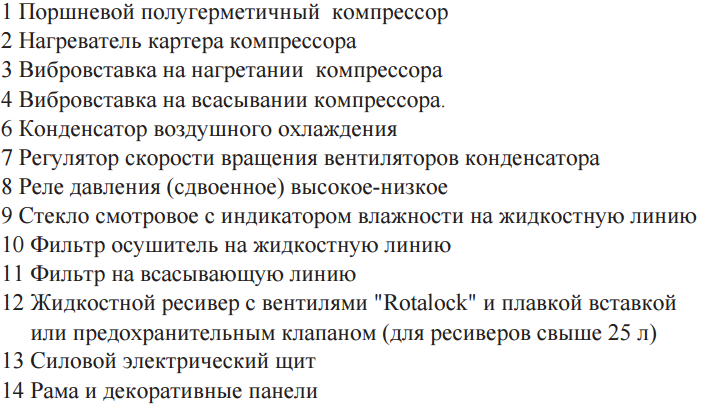 1 Поршневой полугерметичный компрессор
2 Нагреватель картера компрессора
3 Вибровставка на нагретании компрессора
4 Вибровставка на всасывании компрессора.
6 Конденсатор воздушного охлаждения
7 Регулятор скорости вращения вентиляторов конденсатора
8 Реле давления (сдвоенное) высокое-низкое
9 Стекло смотровое с индикатором влажности на жидкостную линию
10 Фильтр осушитель на жидкостную линию
11 Фильтр на всасывающую линию
12 Жидкостной ресивер с вентилями "Rotalock" и плавкой вставкой
или предохранительным клапаном (для ресиверов свыше 25 л)
13 Силовой электрический щит
14 Рама и декоративные панели